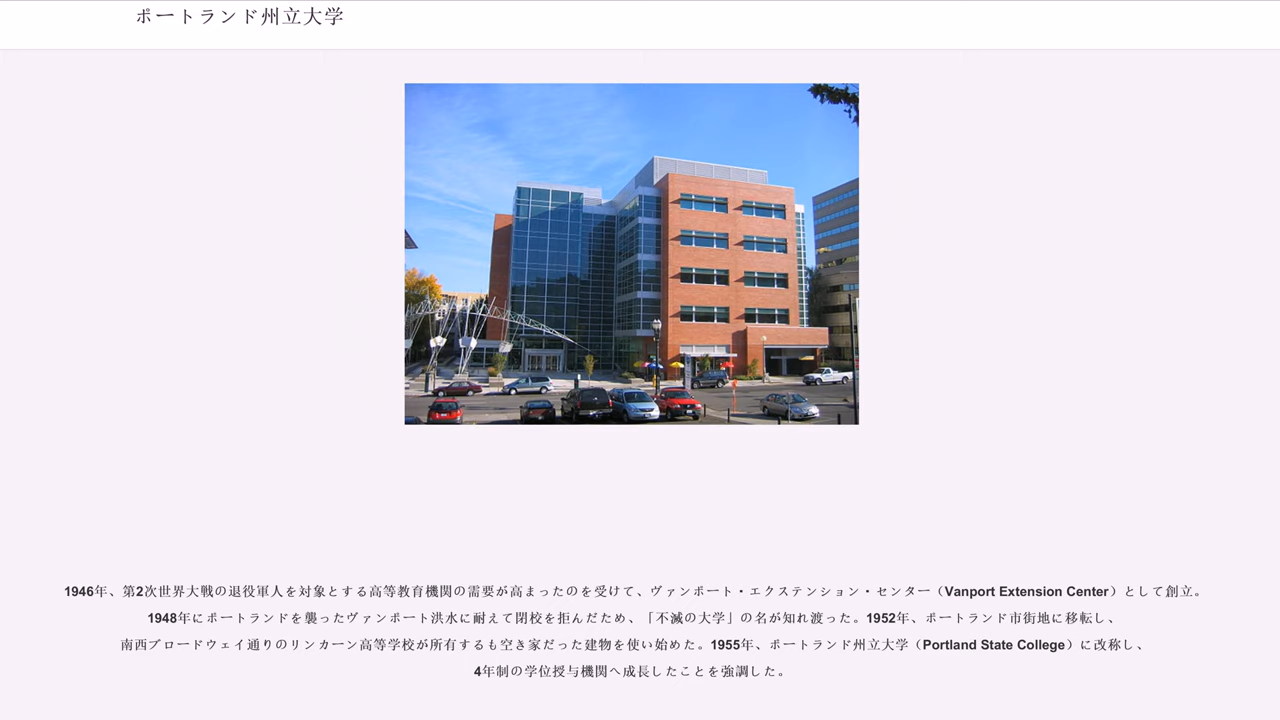 ポートランド州立大学
1946年、第2次世界大戦の退役軍人を対象とする高等教育機関の需要が高まったのを受けて、ヴァンポート・エクステンション・センター（Vanport Extension Center）として創立。
1948年にポートランドを襲ったヴァンポート洪水に耐えて閉校を拒んだため、「不滅の大学」の名が知れ渡った。1952年、ポートランド市街地に移転し、
南西ブロードウェイ通りのリンカーン高等学校が所有するも空き家だった建物を使い始めた。1955年、ポートランド州立大学（Portland State College）に改称し、
4年制の学位授与機関へ成長したことを強調した。